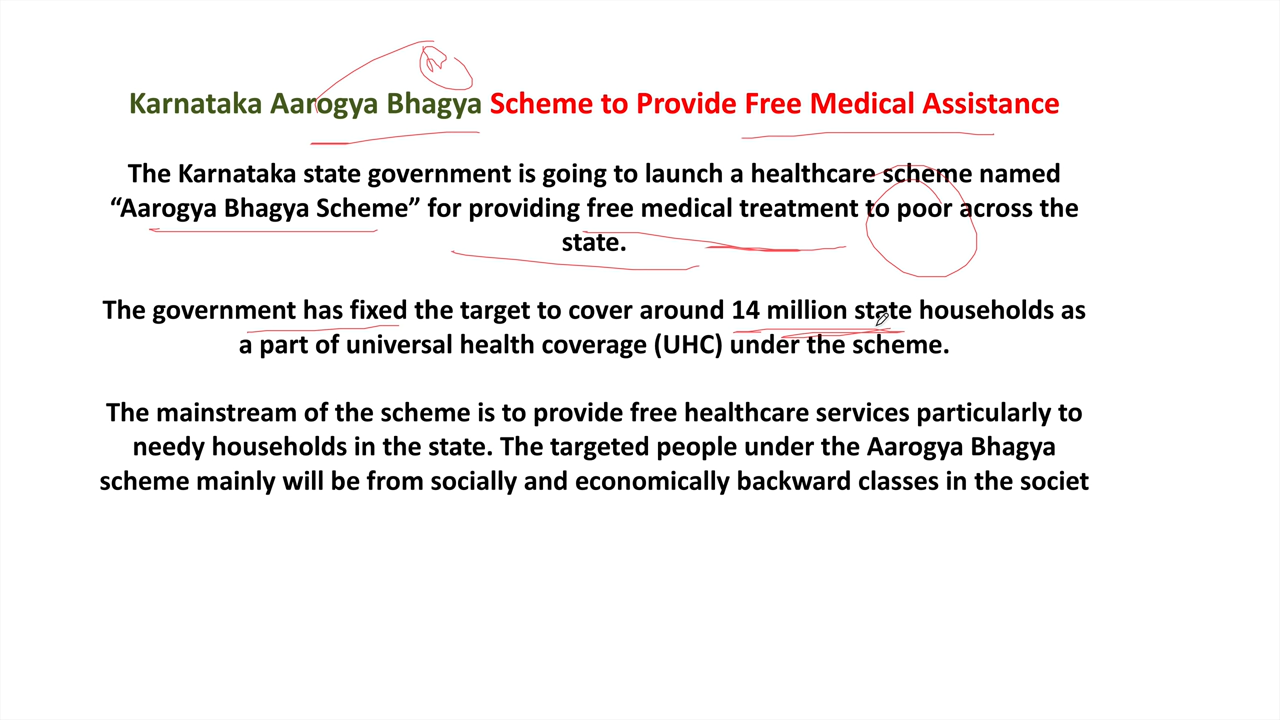 Karnataka Aarogya Bhagya Scheme to Provide Free Medical Assistance
The Karnataka state government is going to launch a healthcare scheme named
“Aarogya Bhagya Scheme” for providing free medical treatment to poor across the
state.
The government has fixed the target to cover around 14 million state households as
a part of universal health coverage (UHC) under the scheme.
The mainstream of the scheme is to provide free healthcare services particularly to
needy households in the state. The targeted people under the Aarogya Bhagya
scheme mainly will be from socially and economically backward classes in the societ